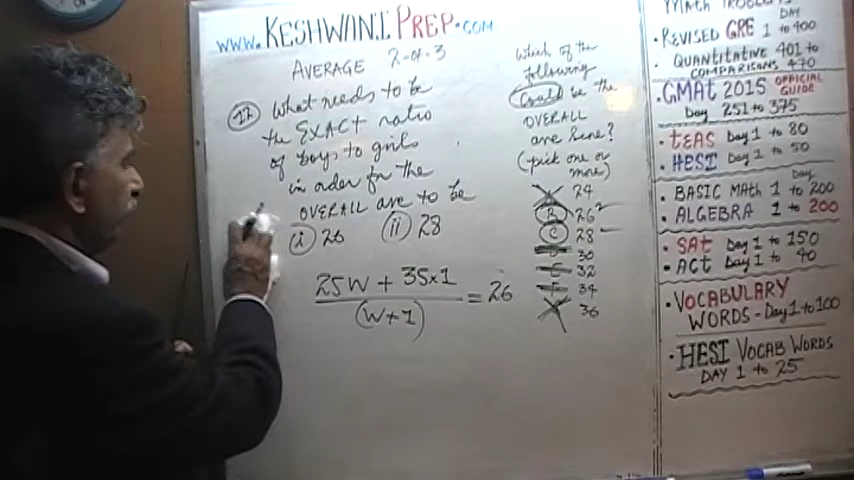 www.KESHWANI PREP.COM
AVERAGE 2-OF-3
17 What needs to be
the EXACT ratio
of boys to girls
in order for the
OVERALL are to be
(i) 26 (ii) 28
25W + 35×1
(W+1)
= 26
Which of the
following
Could be the
OVERALL
are here?
(pick one or
more)
24
B 26
C 28
D 30
E 32
F 34
36
MATH PROBLEMS
• REVISED GRE DAY 1 to 400
QUANTITATIVE 401 to
COMPARISONS 470
GMAT 2015 OFFICIAL GUIDE
Day 251 to 375
• TEAS Day 1 to 80
• HESI Day 1 to 50
• BASIC MATH Day 1 to 200
• ALGEBRA 1 to 200
• SAT Day 1 to 150
• ACT Day 1 to 40
• VOCABULARY
WORDS - Day 1 to 100
• HESI VOCAB WORDS
DAY 1 to 25